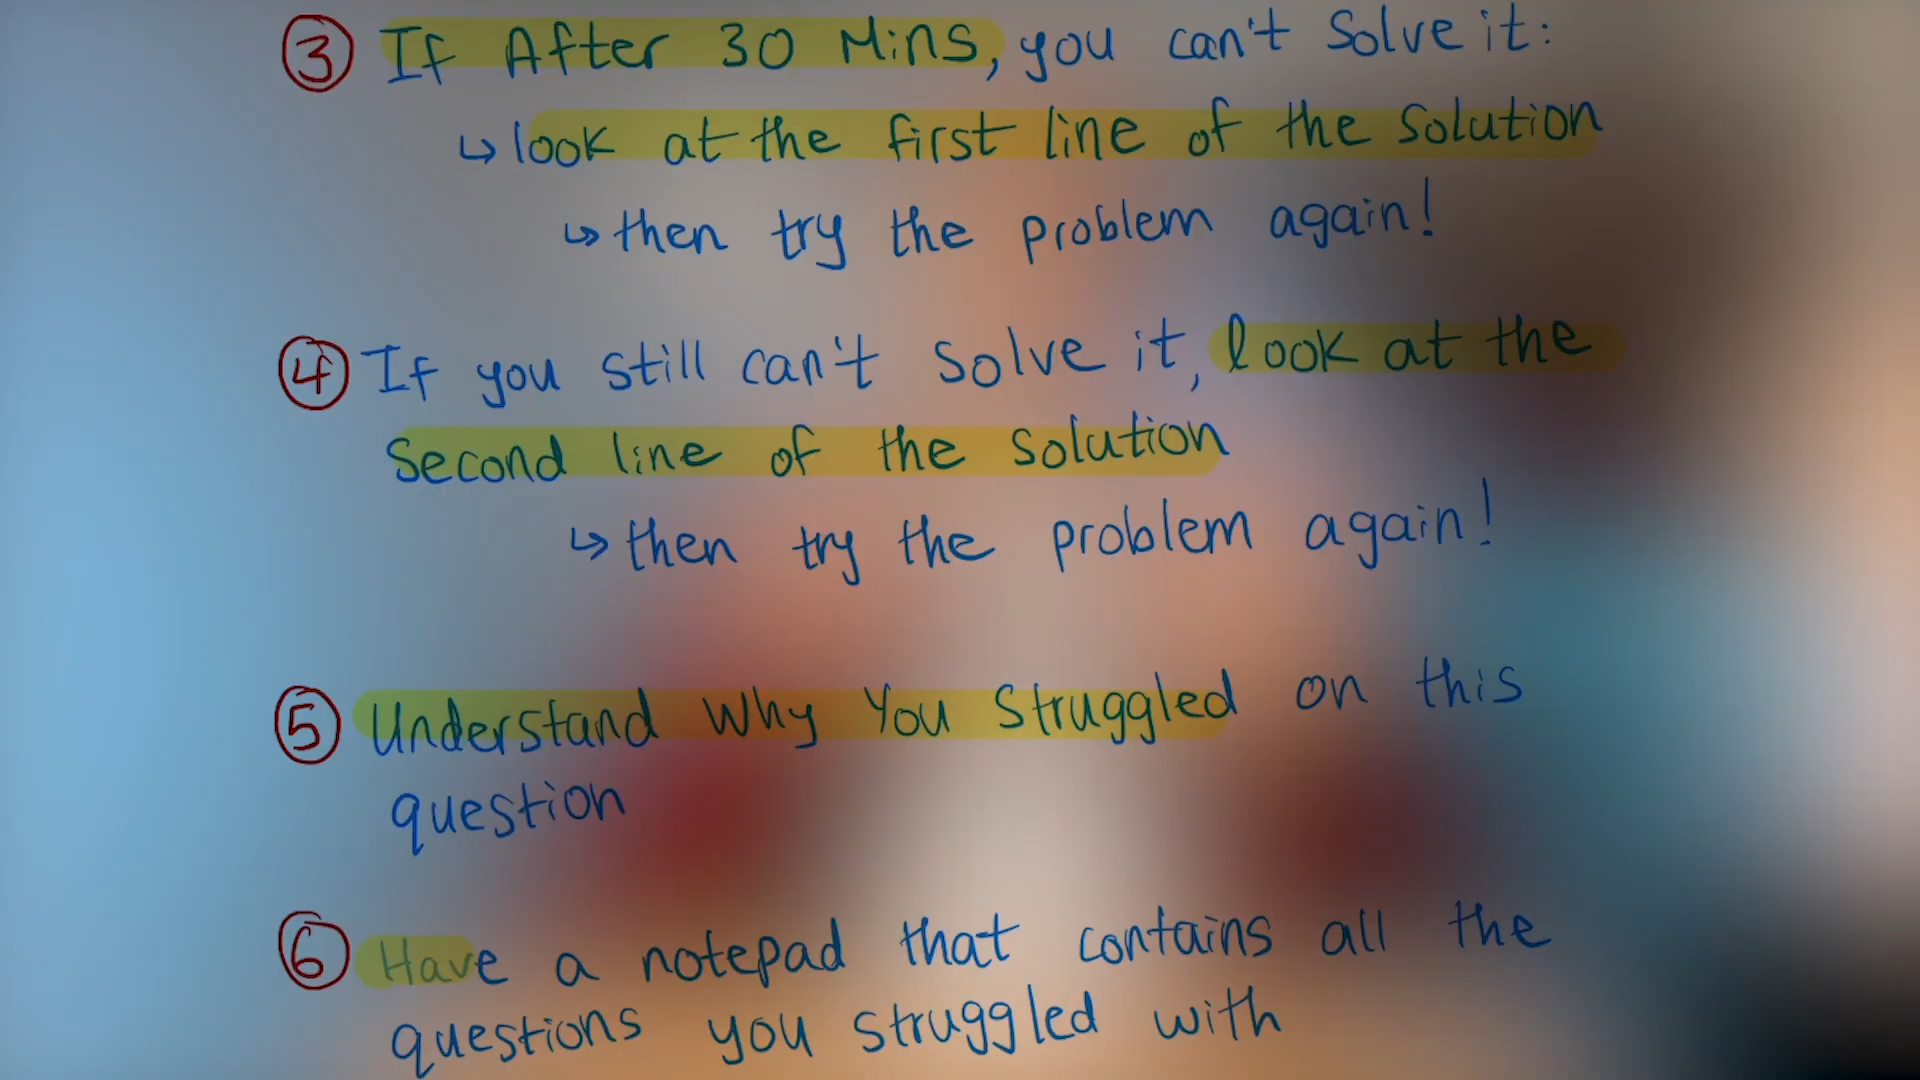 ③ If After 30 Mins, you can't Solve it:
↳ look at the first line of the solution
↳ then try the problem again!
④ If you still can't Solve it, look at the
Second line of the solution
↳ then try the problem again!
⑤ Understand Why You Struggled on this
question
⑥ Have a notepad that contains all the
questions you struggled with